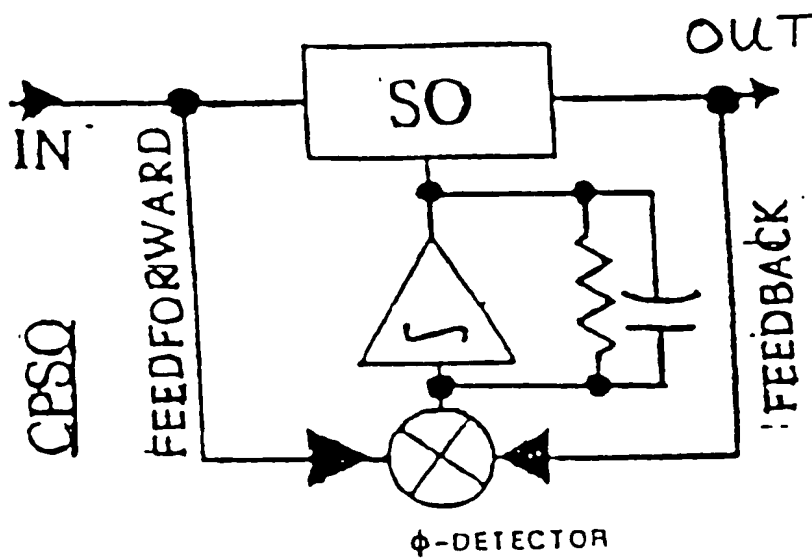 OUT
SO
IN
FEEDFORWARD
FEEDBACK
CPSO
ϕ-DETECTOR